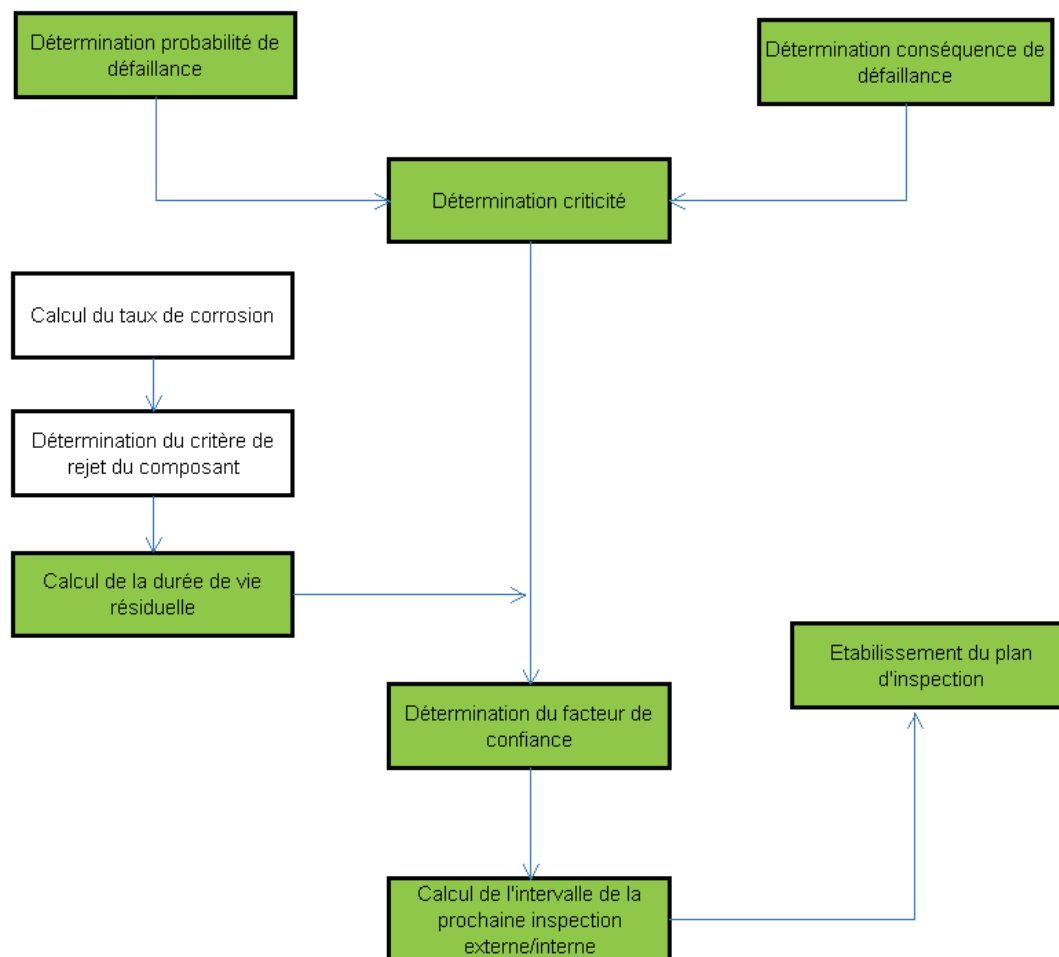 Détermination probabilité de
défaillance
Détermination conséquence de
défaillance
Détermination criticité
Calcul du taux de corrosion
Détermination du critère de
rejet du composant
Calcul de la durée de vie
résiduelle
Etablissement du plan
d'inspection
Détermination du facteur de
confiance
Calcul de l'intervalle de la
prochaine inspection
externe/interne